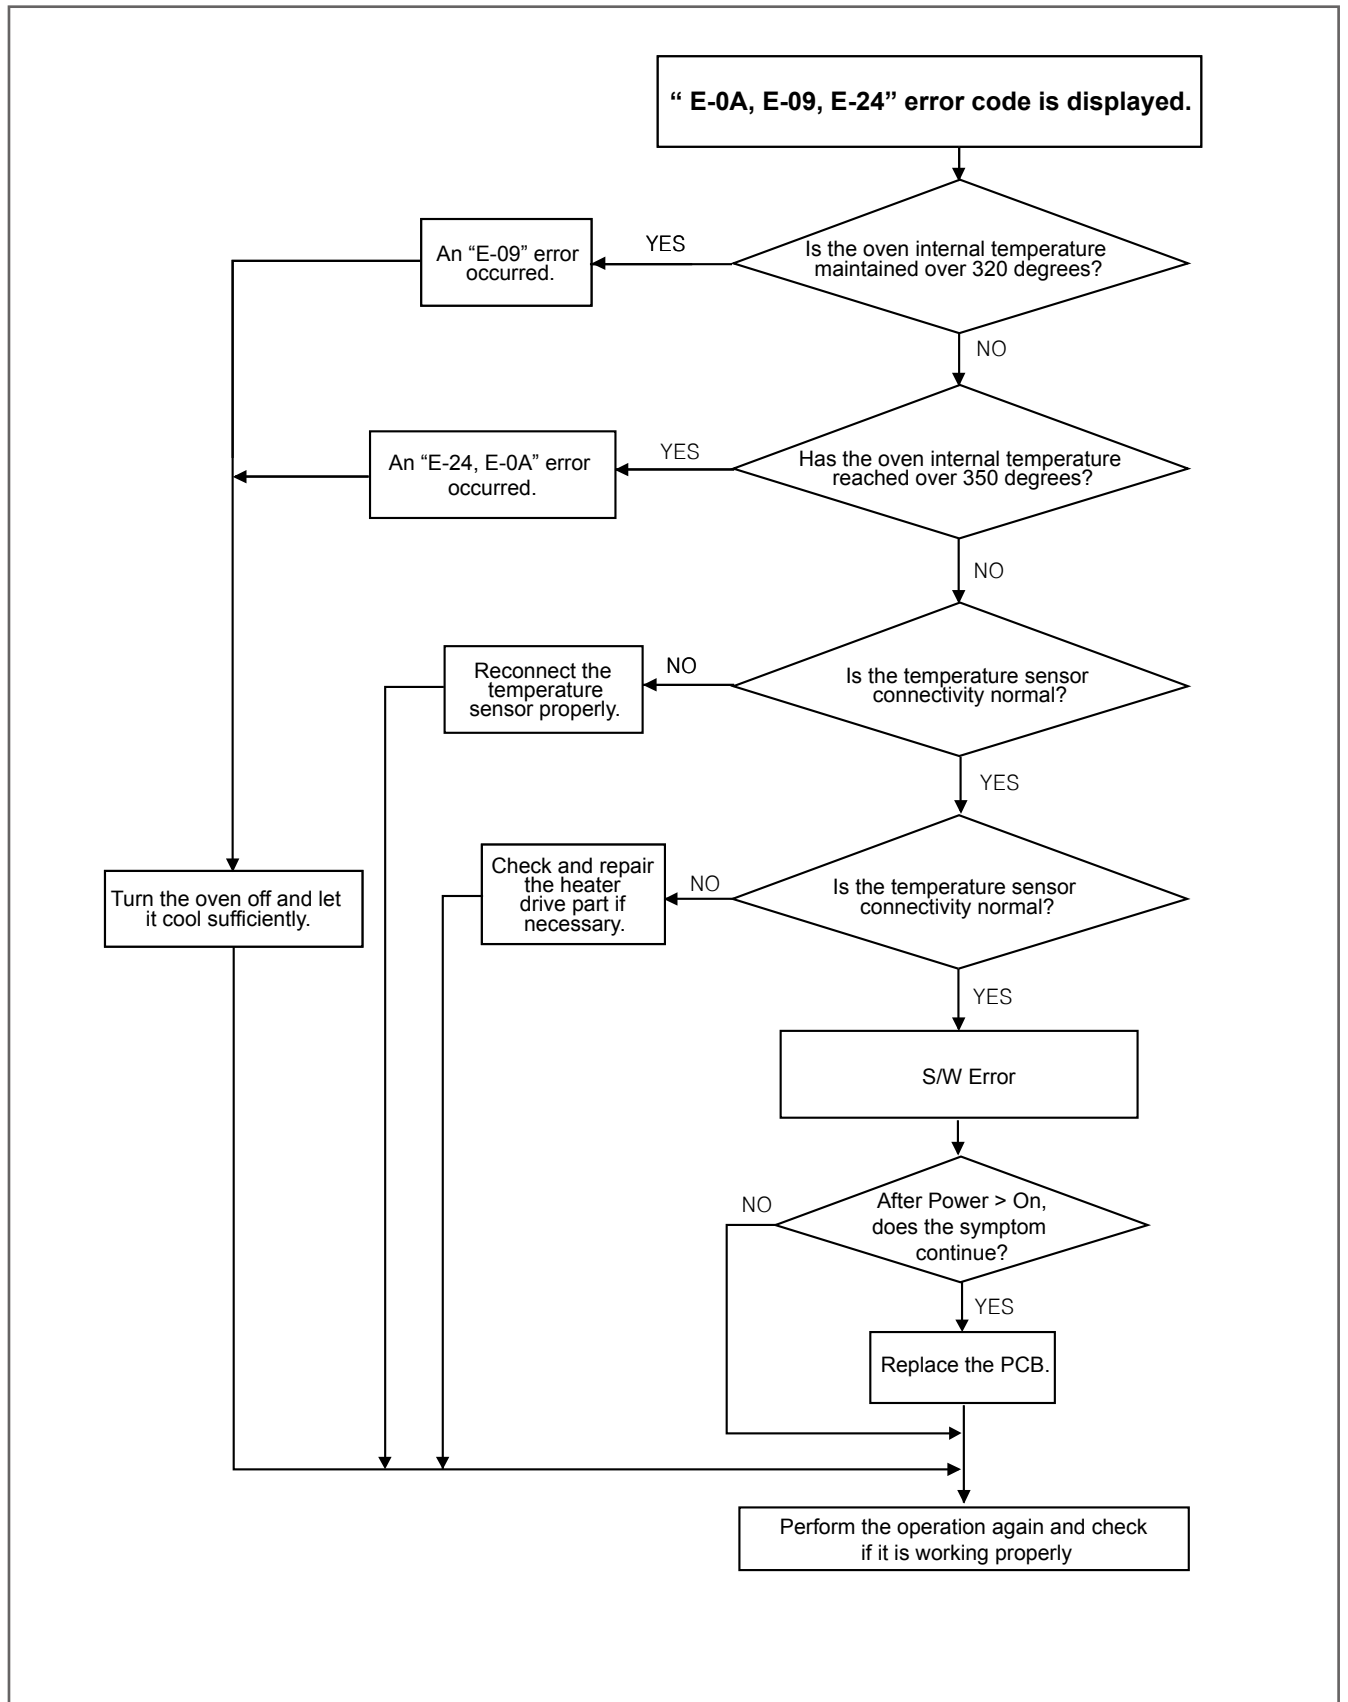 “ E-0A, E-09, E-24” error code is displayed.
Is the oven internal temperature
maintained over 320 degrees?
YES
An “E-09” error
occurred.
NO
Has the oven internal temperature
reached over 350 degrees?
YES
An “E-24, E-0A” error
occurred.
NO
Is the temperature sensor
connectivity normal?
NO
Reconnect the
temperature
sensor properly.
YES
Is the temperature sensor
connectivity normal?
NO
Check and repair
the heater
drive part if
necessary.
Turn the oven off and let
it cool sufficiently.
YES
S/W Error
After Power > On,
does the symptom
continue?
NO
YES
Replace the PCB.
Perform the operation again and check
if it is working properly